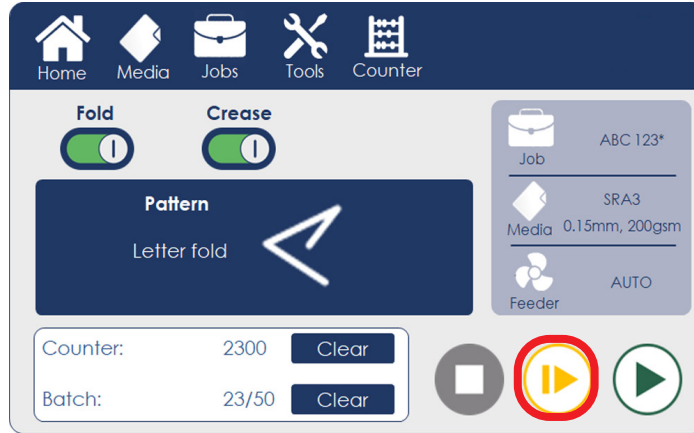 Home Media Jobs Tools Counter
Fold Crease
Pattern
Letter fold
Job ABC 123*
Media SRA3
0.15mm, 200gsm
Feeder AUTO
Counter: 2300 Clear
Batch: 23/50 Clear